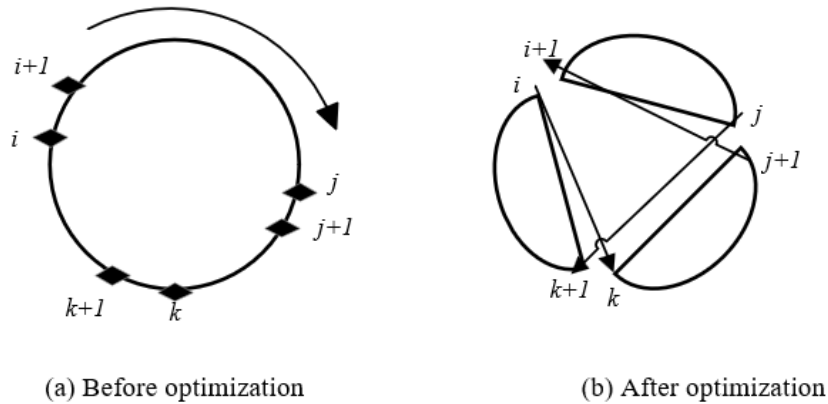 i+1
i
j
j+1
k+1
k
i+1
i
j
j+1
k+1
k
(a) Before optimization
(b) After optimization